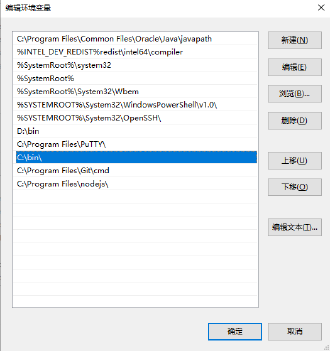 编辑环境变量
C:\Program Files\Common Files\Oracle\Java\javapath
%INTEL_DEV_REDIST%redist\intel64\compiler
%SystemRoot%\system32
%SystemRoot%
%SystemRoot%\System32\Wbem
%SYSTEMROOT%\System32\WindowsPowerShell\v1.0\
%SYSTEMROOT%\System32\OpenSSH\
D:\bin
C:\Program Files\PuTTY\
C:\bin\
C:\Program Files\Git\cmd
C:\Program Files\nodejs\
新建(N)
编辑(E)
浏览(B)...
删除(D)
上移(U)
下移(O)
编辑文本(T)...
确定
取消